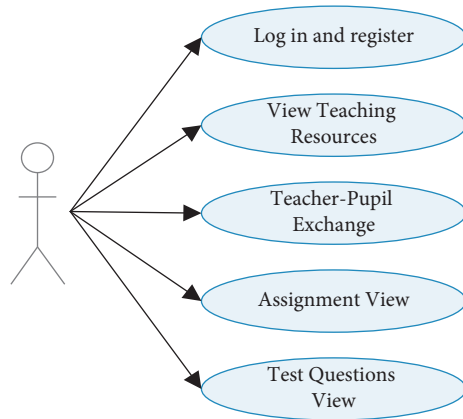 Log in and register
View Teaching
Resources
Teacher-Pupil
Exchange
Assignment View
Test Questions
View